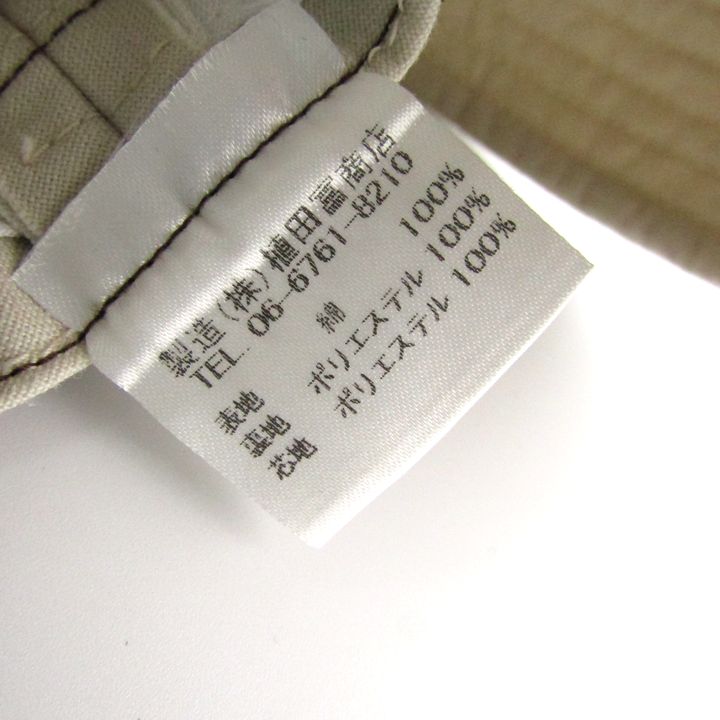 製造(株)植田冨商店
TEL. 06-6761-8210
表地 綿 100%
裏地 ポリエステル 100%
芯地 ポリエステル 100%